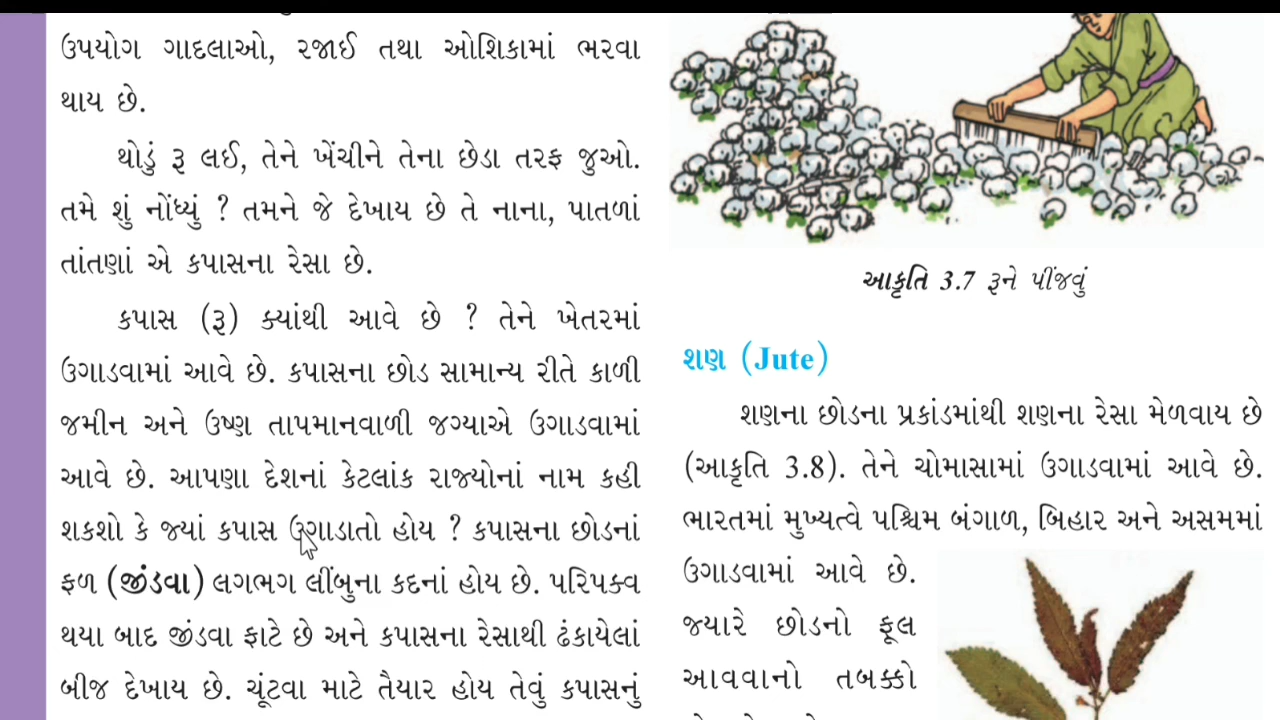 ઉપયોગ ગાદલાઓ, રજાઈ તથા ઓશિકામાં ભરવા
થાય છે.
થોડું રૂ લઈ, તેને ખેંચીને તેના છેડા તરફ જુઓ.
તમે શું નોંધ્યું ? તમને જે દેખાય છે તે નાના, પાતળાં
તાંતણાં એ કપાસના રેસા છે.
કપાસ (રૂ) ક્યાંથી આવે છે ? તેને ખેતરમાં
ઉગાડવામાં આવે છે. કપાસના છોડ સામાન્ય રીતે કાળી
જમીન અને ઉષ્ણ તાપમાનવાળી જગ્યાએ ઉગાડવામાં
આવે છે. આપણા દેશનાં કેટલાંક રાજ્યોનાં નામ કહી
શકશો કે જ્યાં કપાસ ઉગાડાતો હોય ? કપાસના છોડનાં
ફળ (જીંડવા) લગભગ લીંબુના કદનાં હોય છે. પરિપક્વ
થયા બાદ જીંડવા ફાટે છે અને કપાસના રેસાથી ઢંકાયેલાં
બીજ દેખાય છે. ચૂંટવા માટે તૈયાર હોય તેવું કપાસનું
આકૃતિ 3.7 રૂને પીંજવું
શણ (Jute)
શણના છોડના પ્રકાંડમાંથી શણના રેસા મેળવાય છે
(આકૃતિ 3.8). તેને ચોમાસામાં ઉગાડવામાં આવે છે.
ભારતમાં મુખ્યત્વે પશ્ચિમ બંગાળ, બિહાર અને અસમમાં
ઉગાડવામાં આવે છે.
જ્યારે છોડનો ફૂલ
આવવાનો તબક્કો